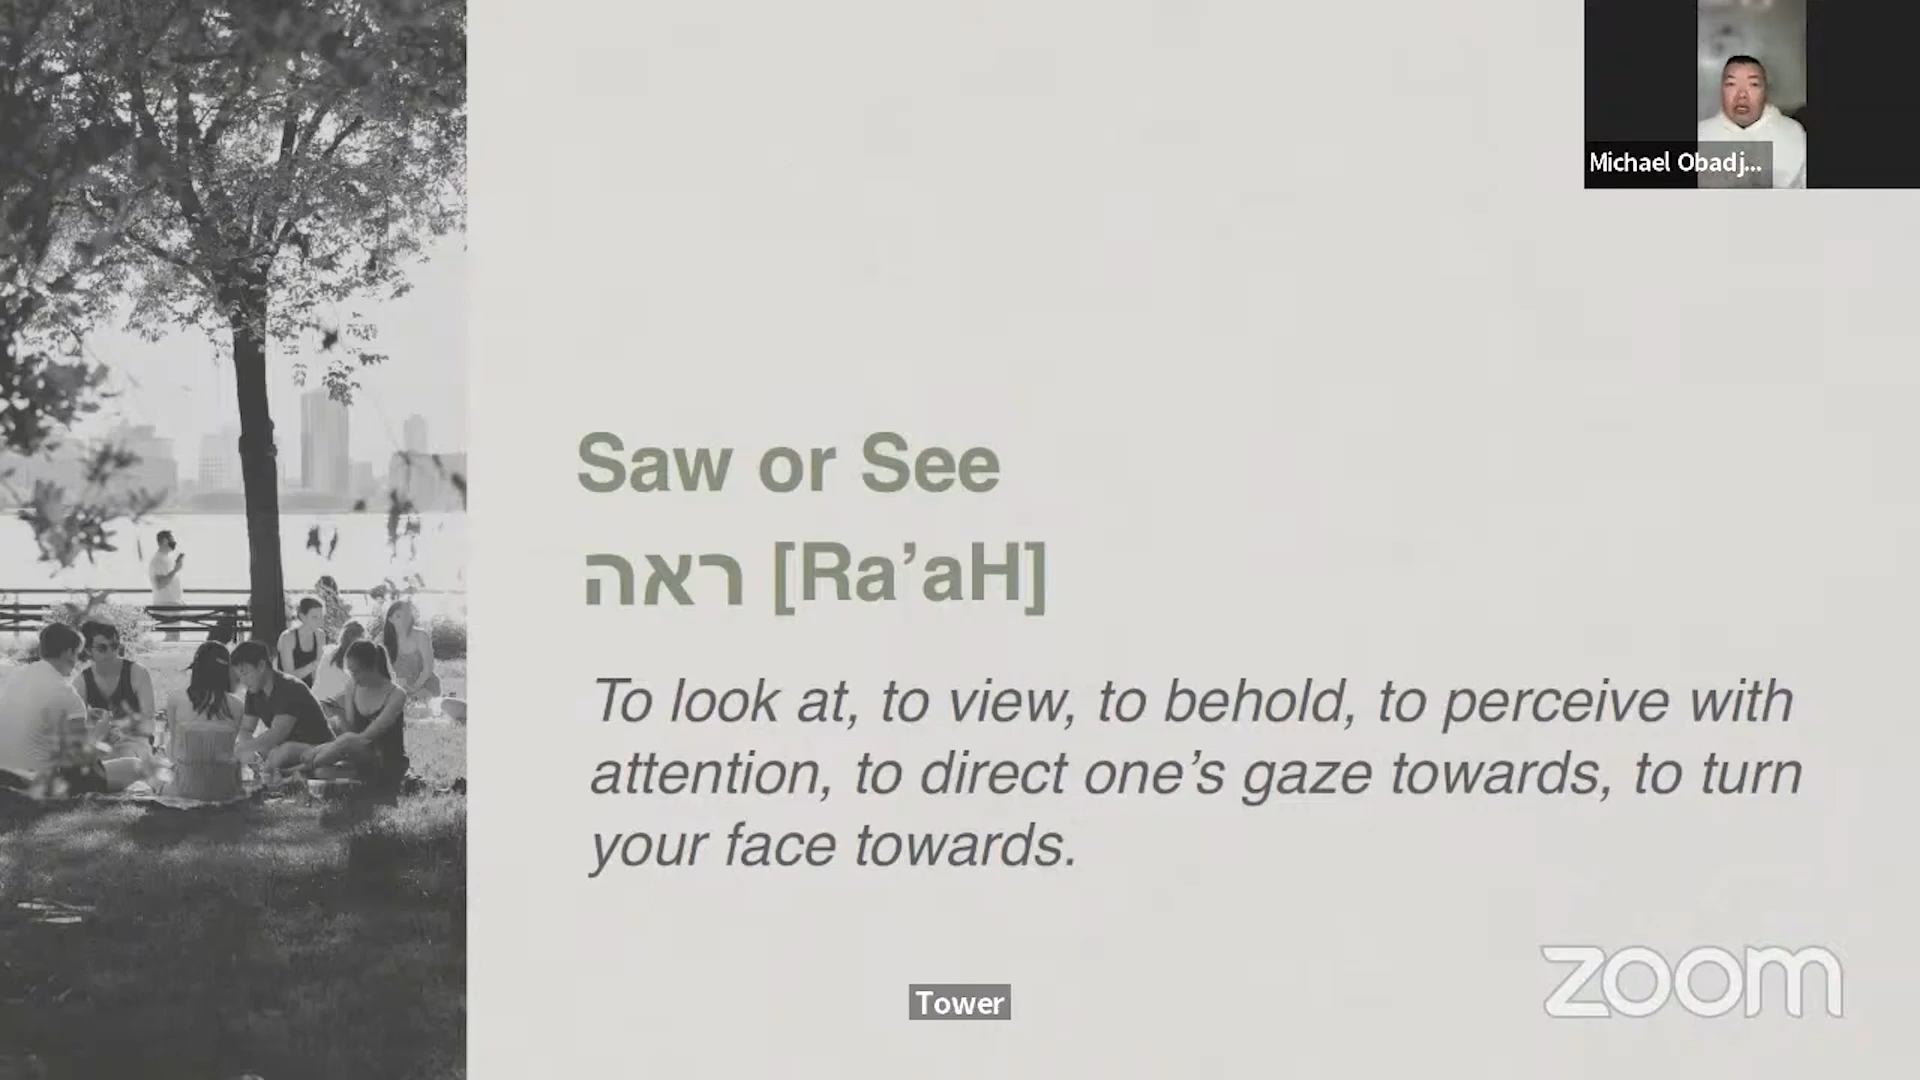 Michael Obadj...
Saw or See
ראה [Ra’aH]
To look at, to view, to behold, to perceive with
attention, to direct one’s gaze towards, to turn
your face towards.
Tower
zoom